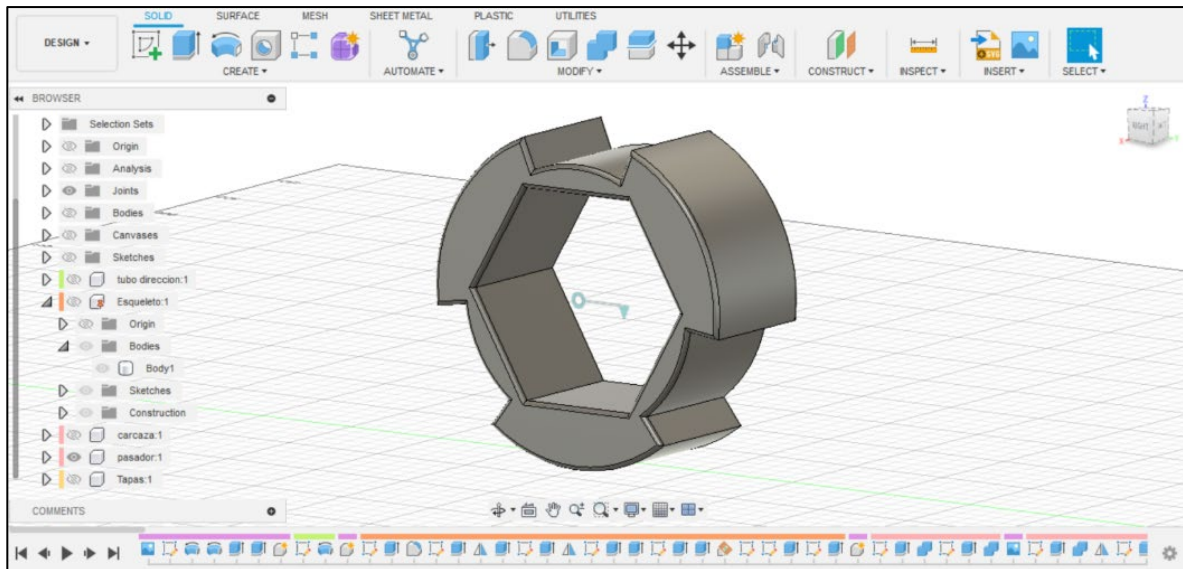 SOLID SURFACE MESH SHEET METAL PLASTIC UTILITIES
DESIGN
CREATE AUTOMATE MODIFY ASSEMBLE CONSTRUCT INSPECT INSERT SELECT
BROWSER
Selection Sets
Origin
Analysis
Joints
Bodies
Canvases
Sketches
tubo direccion:1
Esqueleto:1
Origin
Bodies
Body1
Sketches
Construction
carcaza:1
pasador:1
Tapas:1
COMMENTS
Z
RIGHT
X